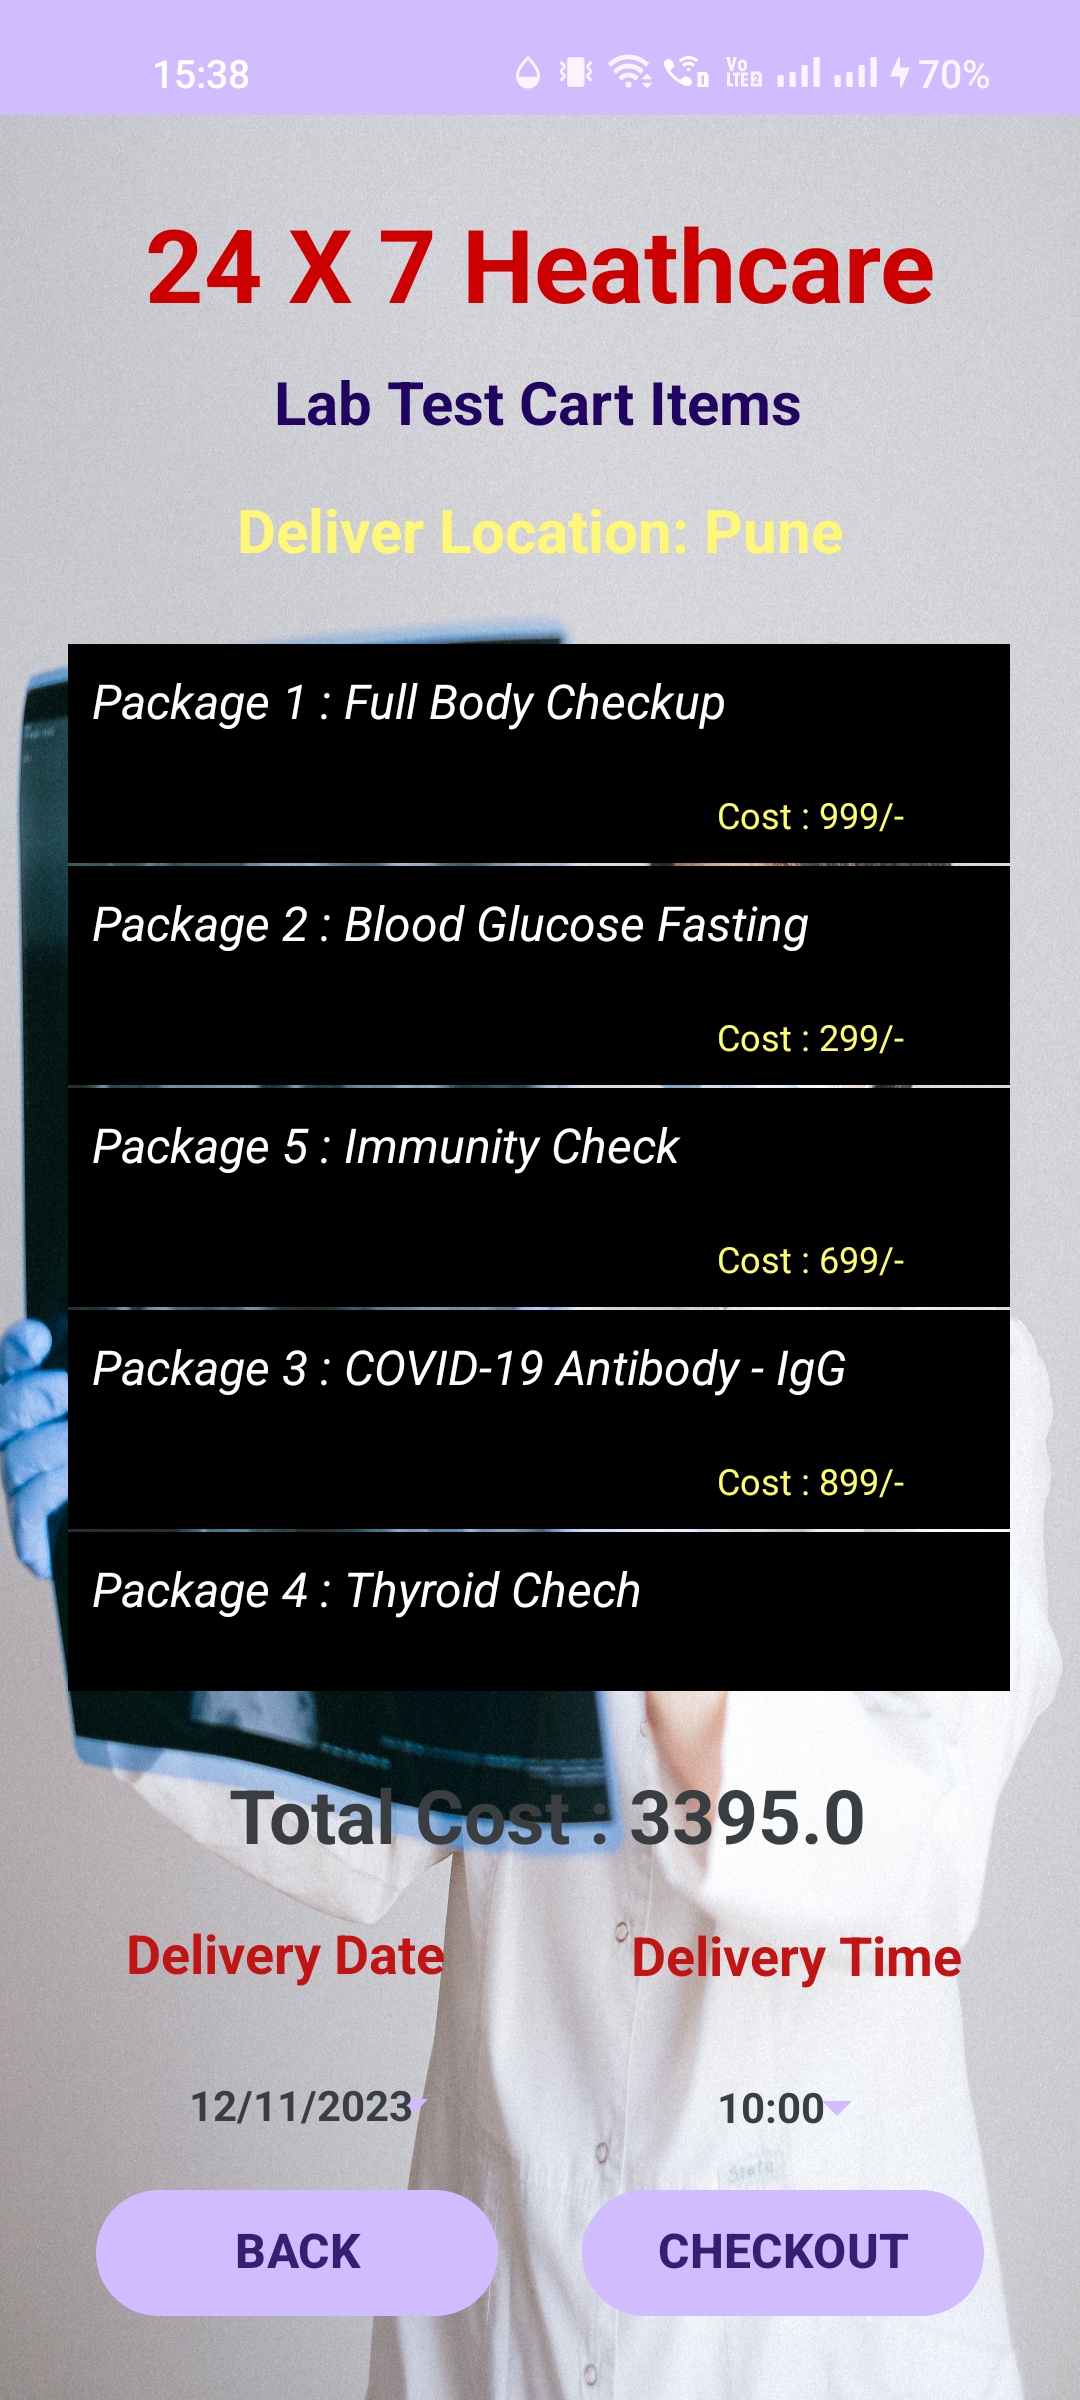 15:38
Vo
LTE 2
70%
24 X 7 Heathcare
Lab Test Cart Items
Deliver Location: Pune
Package 1 : Full Body Checkup
Cost : 999/-
Package 2 : Blood Glucose Fasting
Cost : 299/-
Package 5 : Immunity Check
Cost : 699/-
Package 3 : COVID-19 Antibody - IgG
Cost : 899/-
Package 4 : Thyroid Chech
Total Cost : 3395.0
Delivery Date
Delivery Time
12/11/2023
10:00
BACK
CHECKOUT